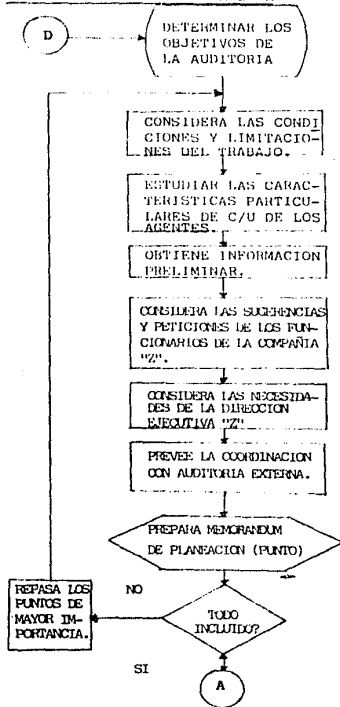 D
DETERMINAR LOS
OBJETIVOS DE
LA AUDITORIA
CONSIDERA LAS CONDI
CIONES Y LIMITACIO-
NES DEL TRABAJO.
ESTUDIAR LAS CARAC-
TERISTICAS PARTICU-
LARES DE C/U DE LOS
AGENTES.
OBTIENE INFORMACION
PRELIMINAR.
CONSIDERA LAS SUGERENCIAS
Y PETICIONES DE LOS FUN-
CIONARIOS DE LA COMPAÑIA
"Z".
CONSIDERA LAS NECESIDA-
DES DE LA DIRECCION
EJECUTIVA "Z"
PREVEE LA COORDINACION
CON AUDITORIA EXTERNA.
PREPARA MEMORANDUM
DE PLANEACION (PUNTO)
REPASA LOS
PUNTOS DE
MAYOR IM-
PORTANCIA.
NO
TODO
INCLUIDO?
SI
A